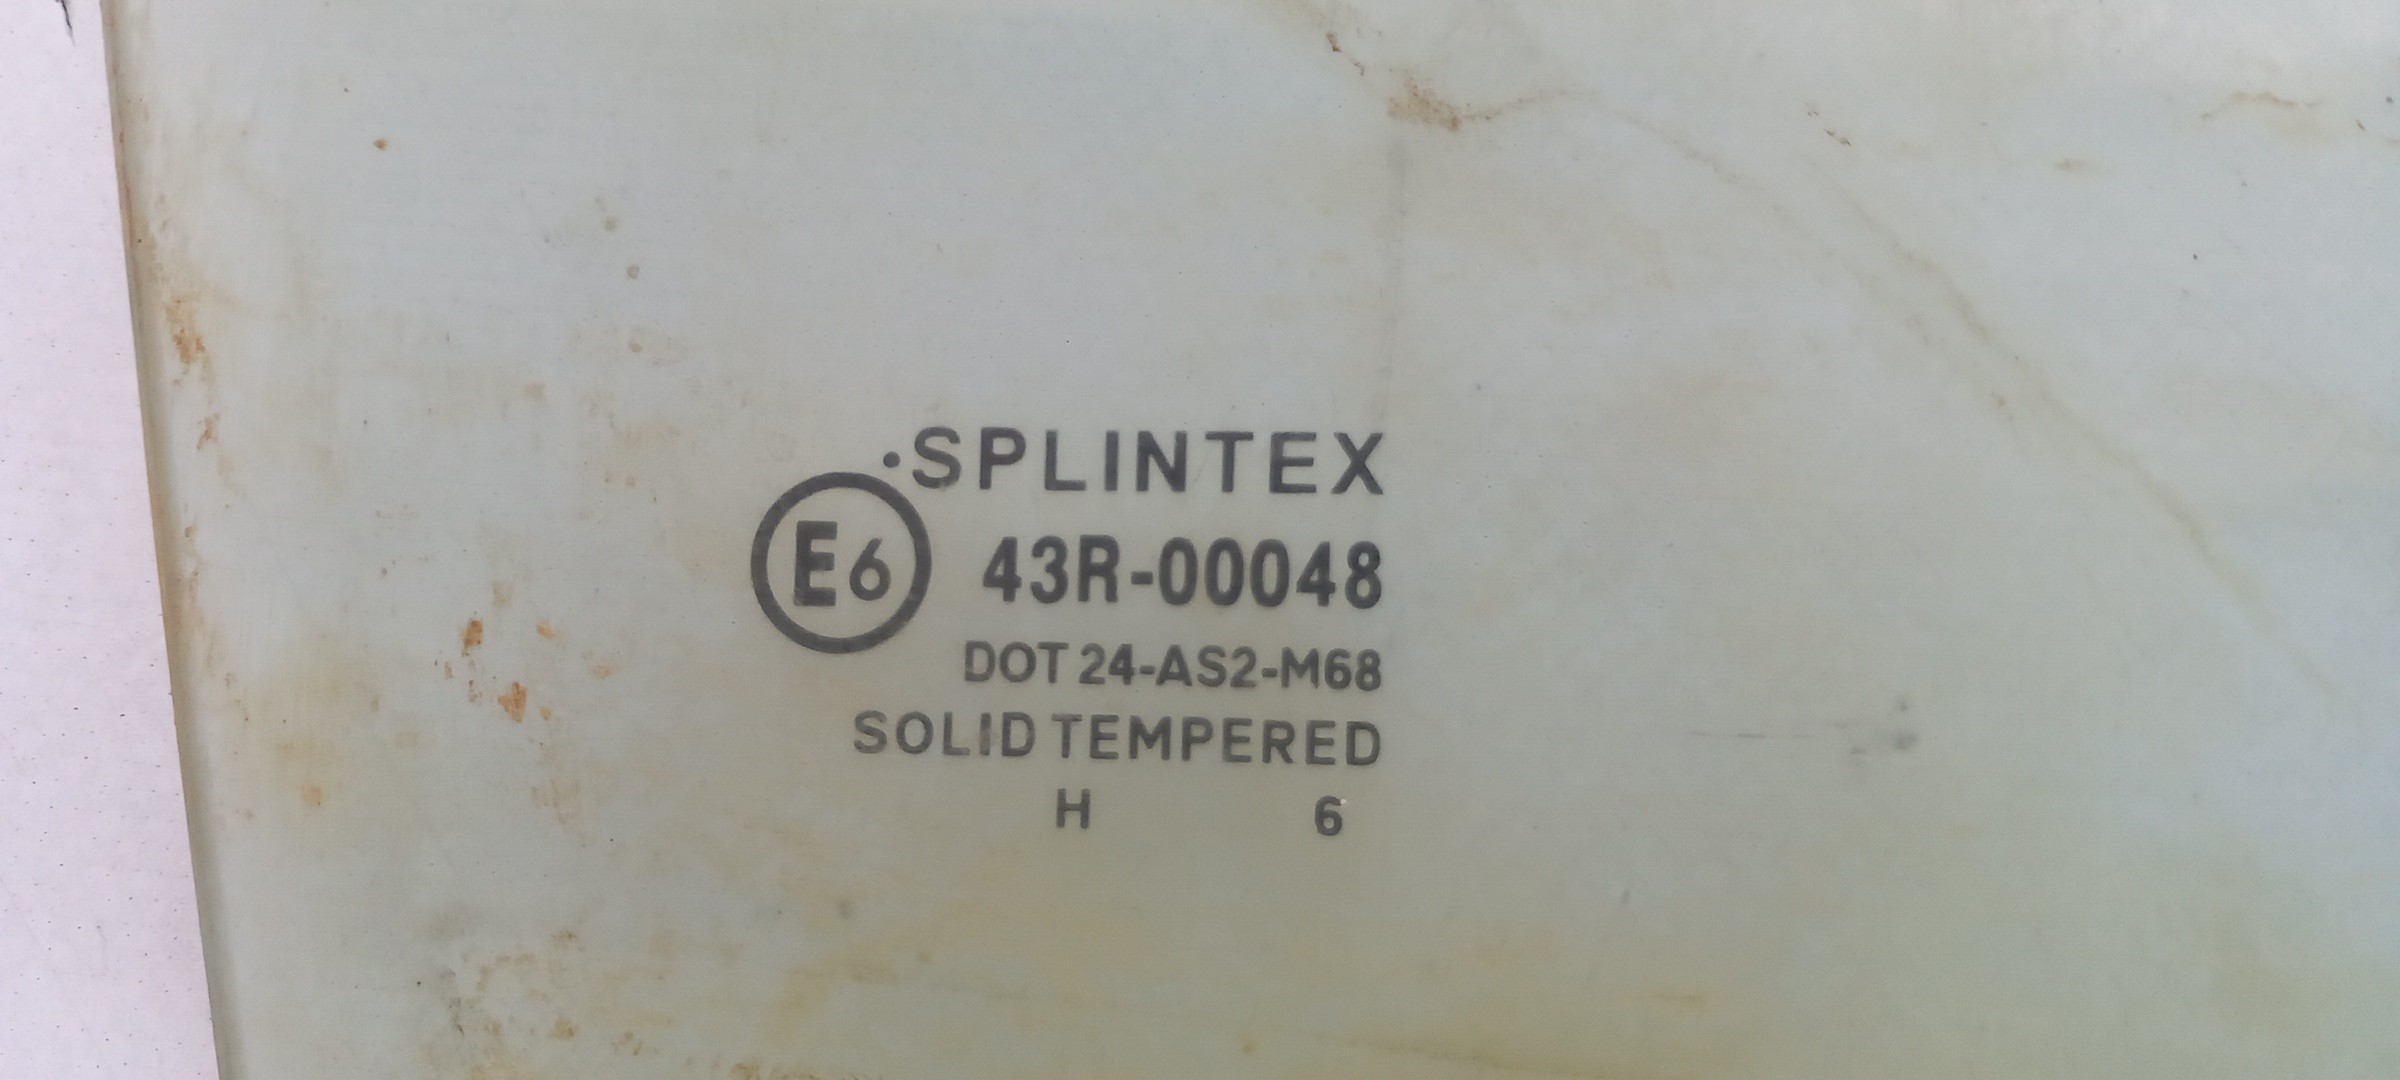 ·SPLINTEX
E6 43R-00048
DOT 24-AS2-M68
SOLID TEMPERED
H 6